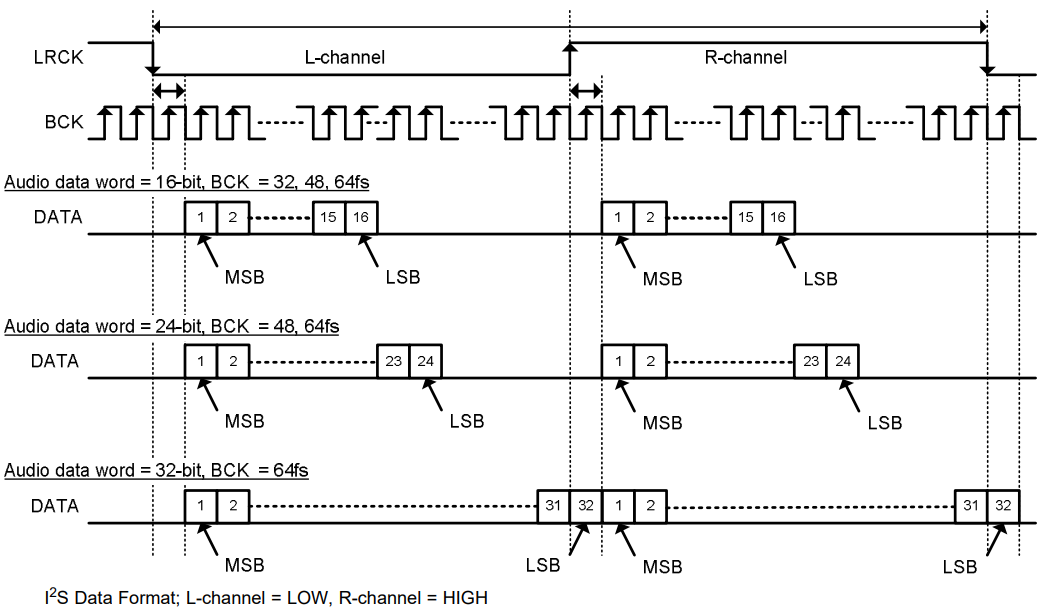 LRCK L-channel R-channel
BCK
Audio data word = 16-bit, BCK = 32, 48, 64fs
DATA 1 2 15 16 1 2 15 16
MSB LSB MSB LSB
Audio data word = 24-bit, BCK = 48, 64fs
DATA 1 2 23 24 1 2 23 24
MSB LSB MSB LSB
Audio data word = 32-bit, BCK = 64fs
DATA 1 2 31 32 1 2 31 32
MSB LSB MSB LSB
I²S Data Format; L-channel = LOW, R-channel = HIGH